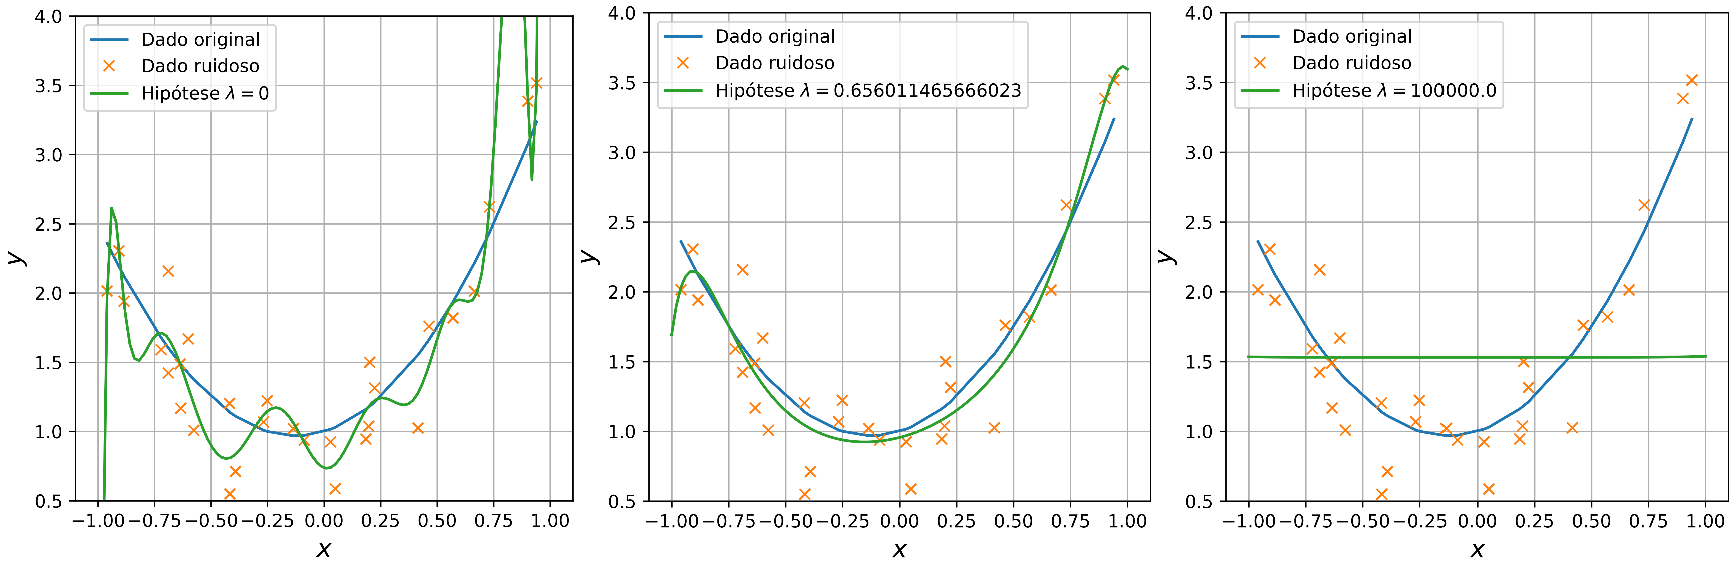 Dado original
Dado ruidoso
Hipótese λ = 0
4.0
3.5
3.0
2.5
2.0
1.5
1.0
0.5
y
−1.00 −0.75 −0.50 −0.25 0.00 0.25 0.50 0.75 1.00
x
Dado original
Dado ruidoso
Hipótese λ = 0.656011465666023
4.0
3.5
3.0
2.5
2.0
1.5
1.0
0.5
y
−1.00 −0.75 −0.50 −0.25 0.00 0.25 0.50 0.75 1.00
x
Dado original
Dado ruidoso
Hipótese λ = 100000.0
4.0
3.5
3.0
2.5
2.0
1.5
1.0
0.5
y
−1.00 −0.75 −0.50 −0.25 0.00 0.25 0.50 0.75 1.00
x